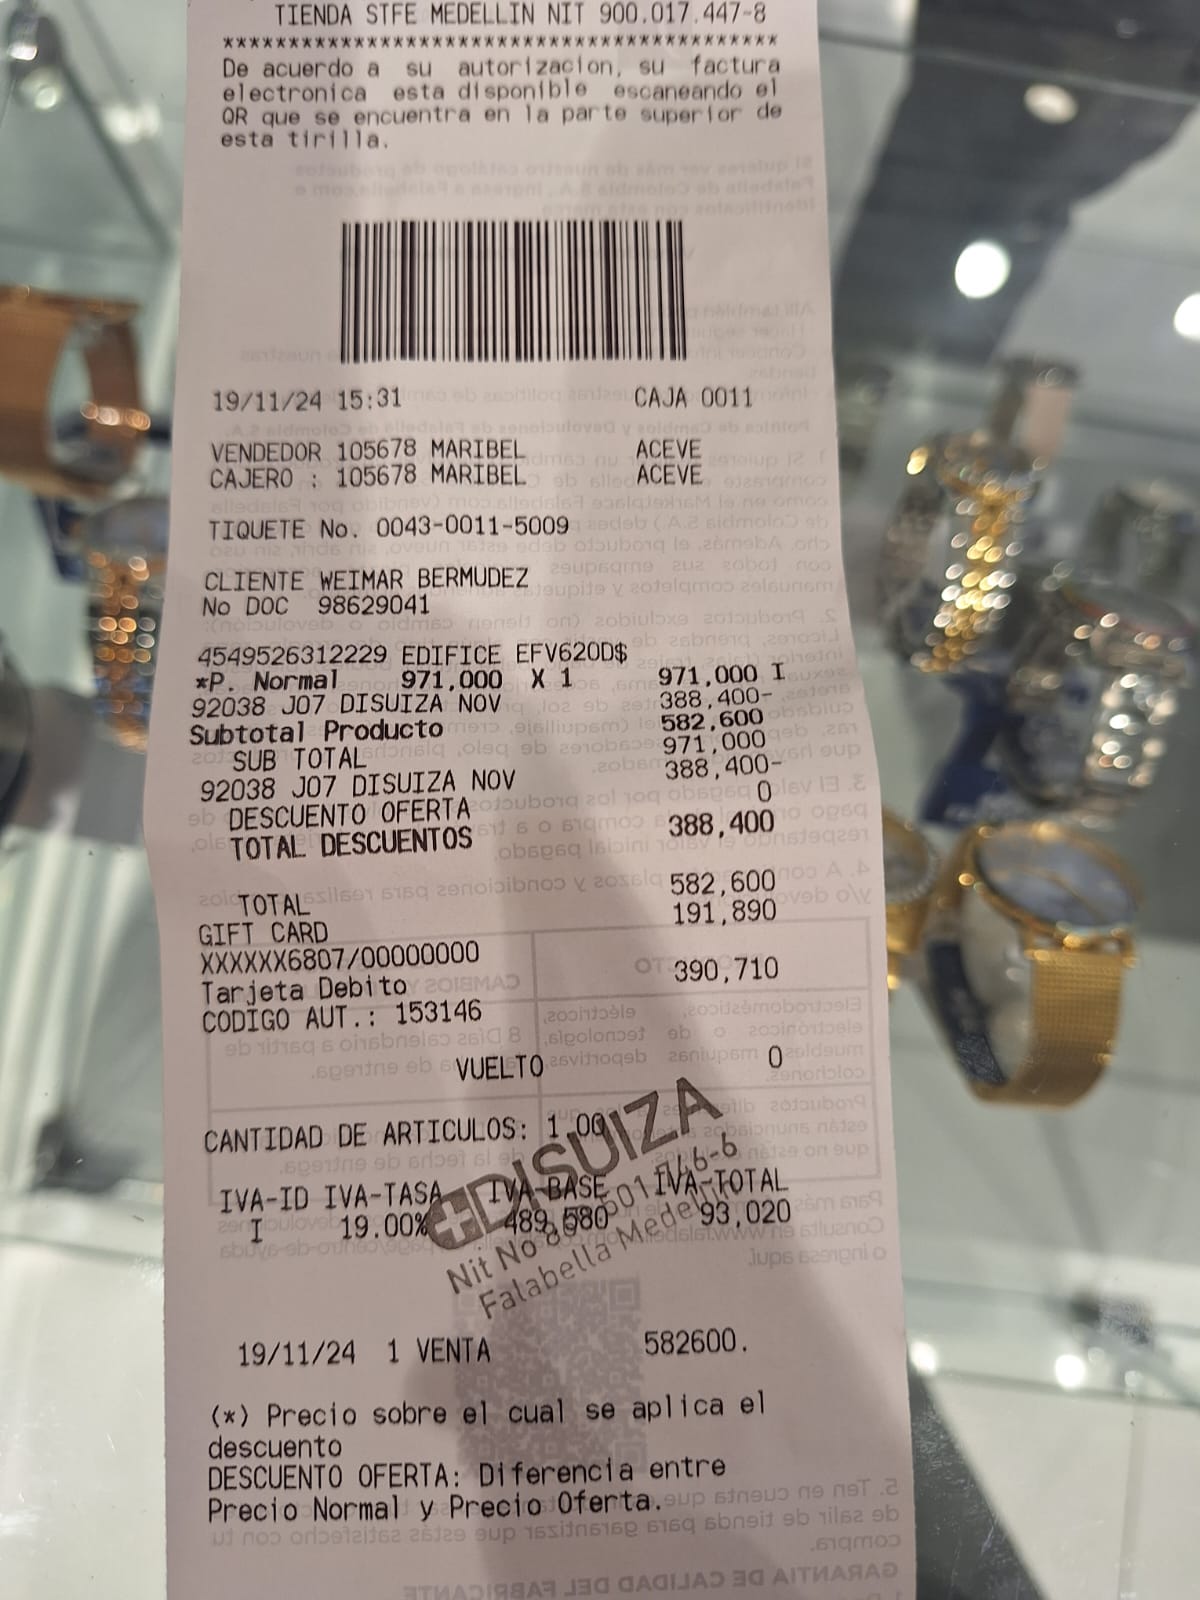 TIENDA STFE MEDELLIN NIT 900.017.447-8
*******************************************
De acuerdo a su autorizacion, su factura
electronica esta disponible escaneando el
QR que se encuentra en la parte superior de
esta tirilla.
19/11/24 15:31 CAJA 0011
VENDEDOR 105678 MARIBEL ACEVE
CAJERO : 105678 MARIBEL ACEVE
TIQUETE No. 0043-0011-5009
CLIENTE WEIMAR BERMUDEZ
No DOC 98629041
4549526312229 EDIFICE EFV620D$
*P. Normal 971,000 X 1 971,000 I
92038 J07 DISUIZA NOV 388,400-
Subtotal Producto 582,600
SUB TOTAL 971,000
92038 J07 DISUIZA NOV 388,400-
DESCUENTO OFERTA 0
TOTAL DESCUENTOS 388,400
TOTAL 582,600
GIFT CARD 191,890
XXXXXX6807/00000000
Tarjeta Debito 390,710
CODIGO AUT.: 153146
VUELTO 0
CANTIDAD DE ARTICULOS: 1.00
IVA-ID IVA-TASA IVA-BASE IVA-TOTAL
I 19.00% 489,580 93,020
DISUIZA
Nit No
Falabella Medellin
19/11/24 1 VENTA 582600.
(*) Precio sobre el cual se aplica el
descuento
DESCUENTO OFERTA: Diferencia entre
Precio Normal y Precio Oferta.